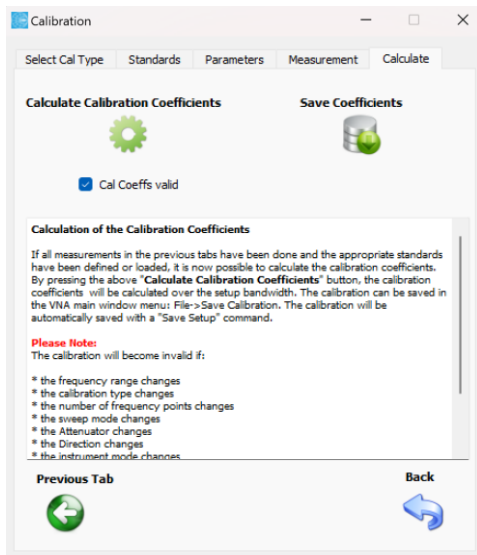 Calibration
Select Cal Type Standards Parameters Measurement Calculate
Calculate Calibration Coefficients Save Coefficients
Cal Coeffs valid
Calculation of the Calibration Coefficients
If all measurements in the previous tabs have been done and the appropriate standards
have been defined or loaded, it is now possible to calculate the calibration coefficients.
By pressing the above "Calculate Calibration Coefficients" button, the calibration
coefficients will be calculated over the setup bandwidth. The calibration can be saved in
the VNA main window menu: File->Save Calibration. The calibration will be
automatically saved with a "Save Setup" command.
Please Note:
The calibration will become invalid if:
* the frequency range changes
* the calibration type changes
* the number of frequency points changes
* the sweep mode changes
* the Attenuator changes
* the Direction changes
* the instrument mode changes
Previous Tab Back